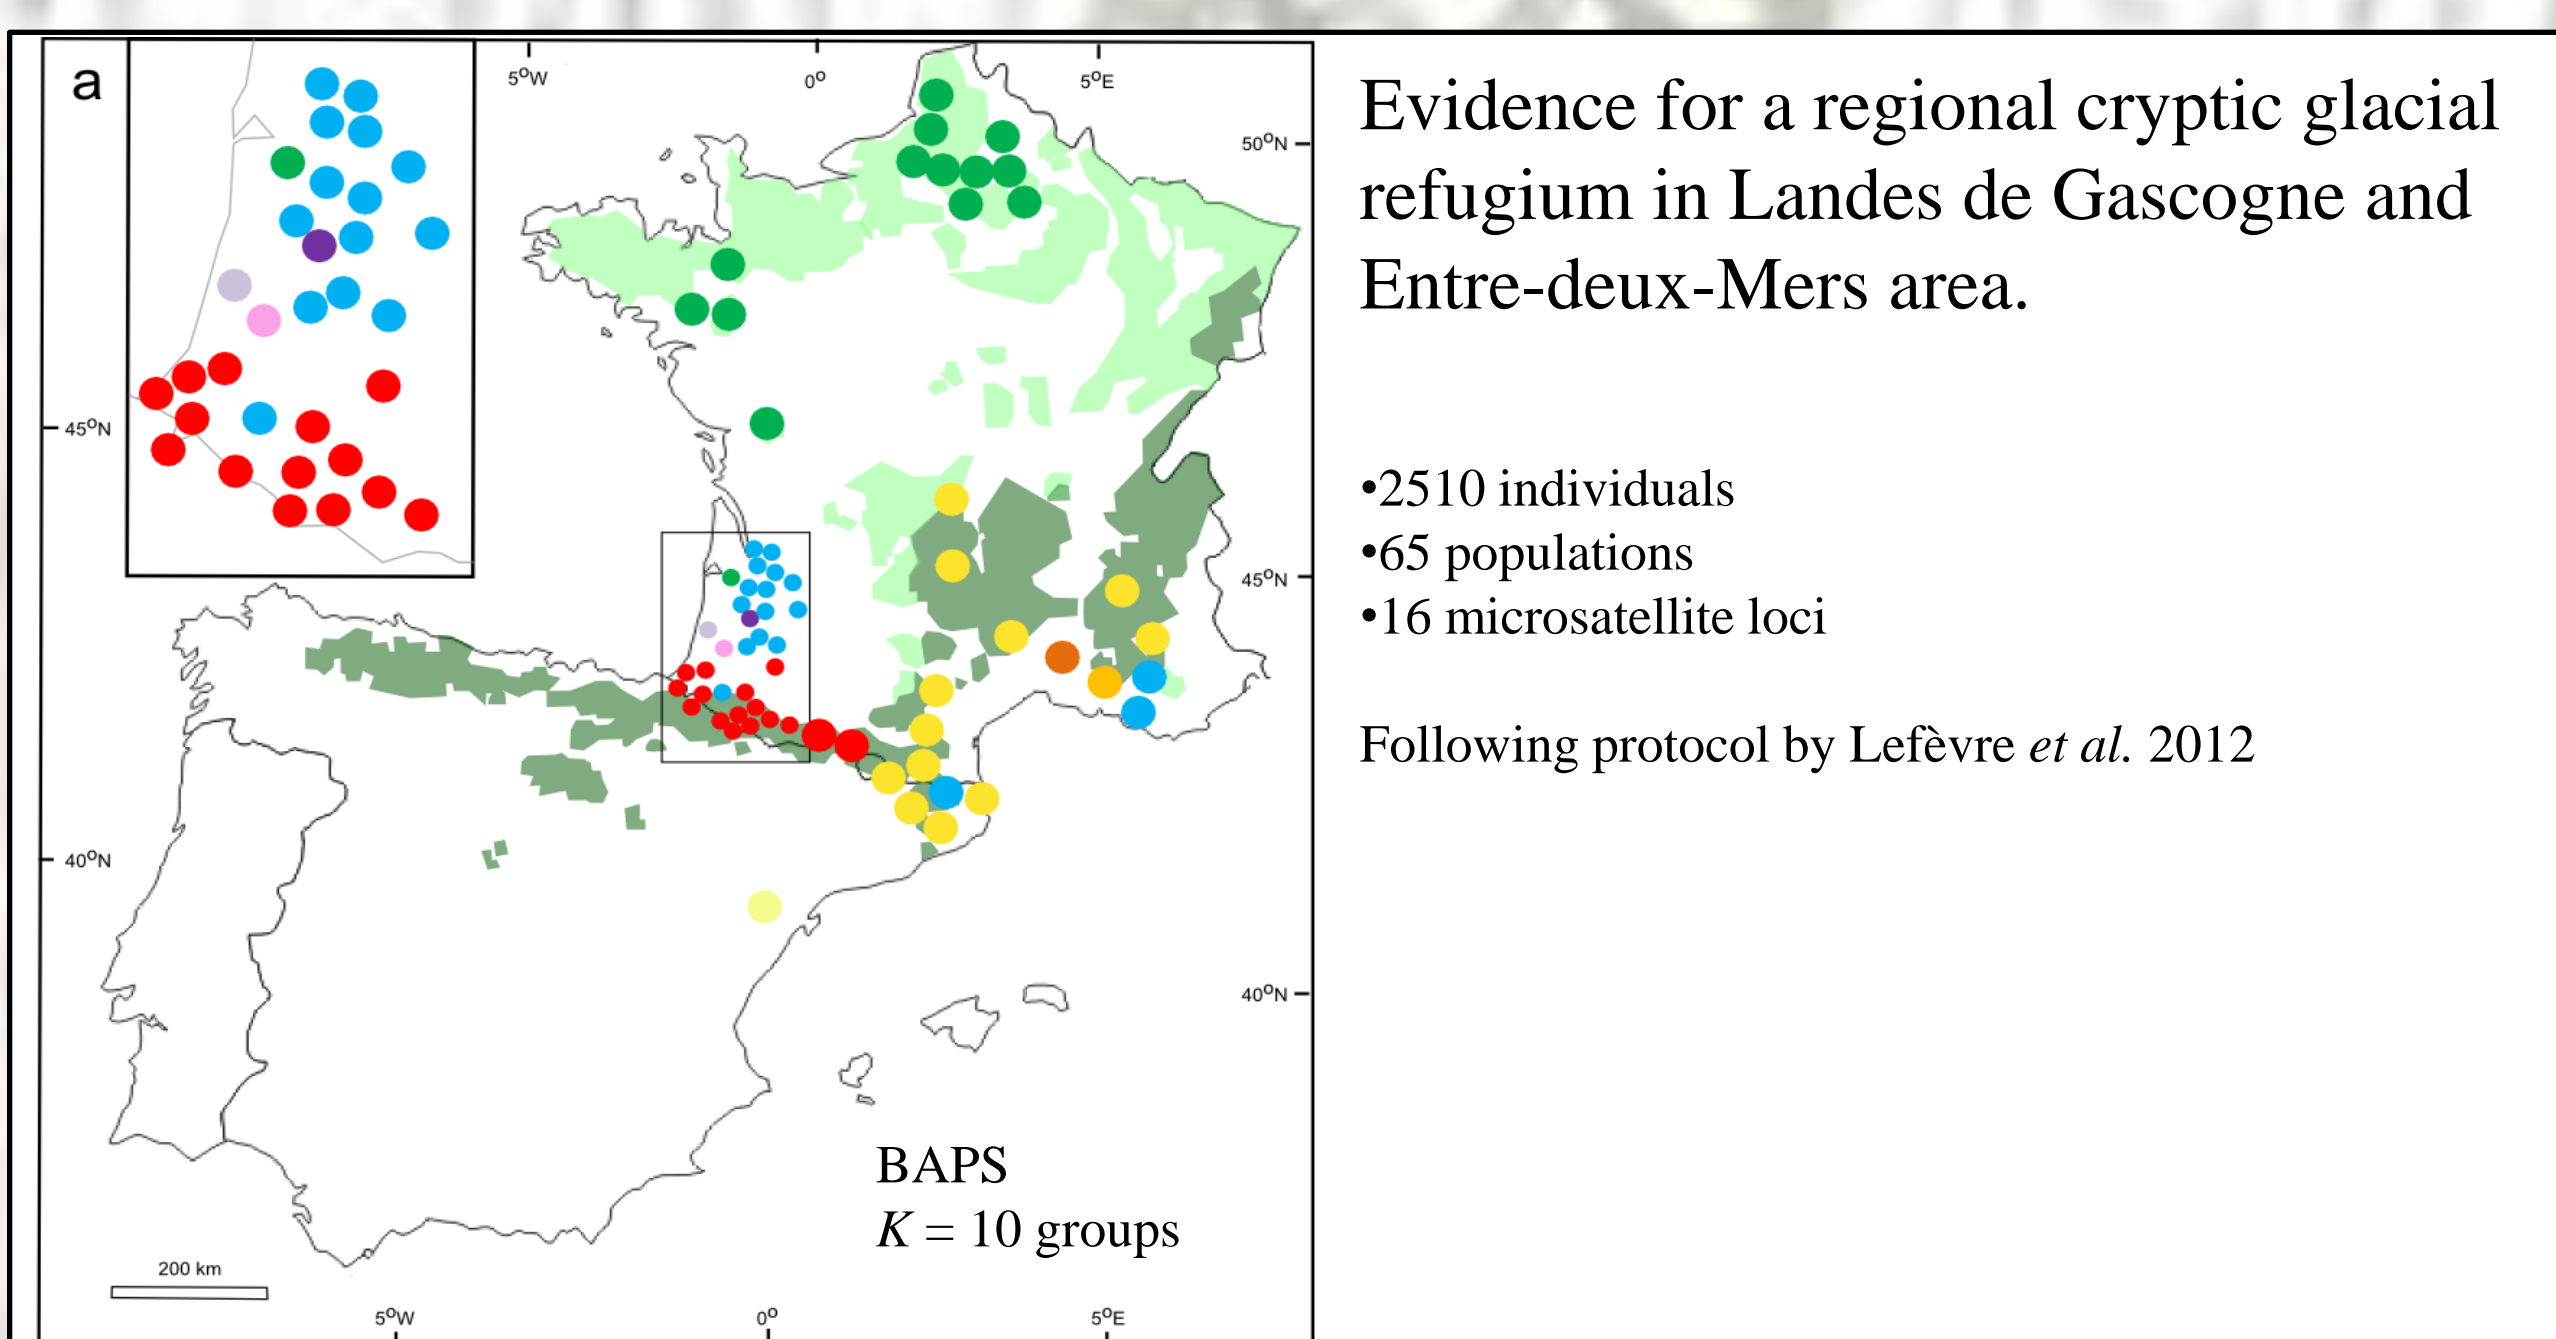 a
5°W
0°
5°E
50°N
45°N
45°N
40°N
40°N
BAPS
K = 10 groups
200 km
5°W
0°
5°E
Evidence for a regional cryptic glacial
refugium in Landes de Gascogne and
Entre-deux-Mers area.
•2510 individuals
•65 populations
•16 microsatellite loci
Following protocol by Lefèvre et al. 2012